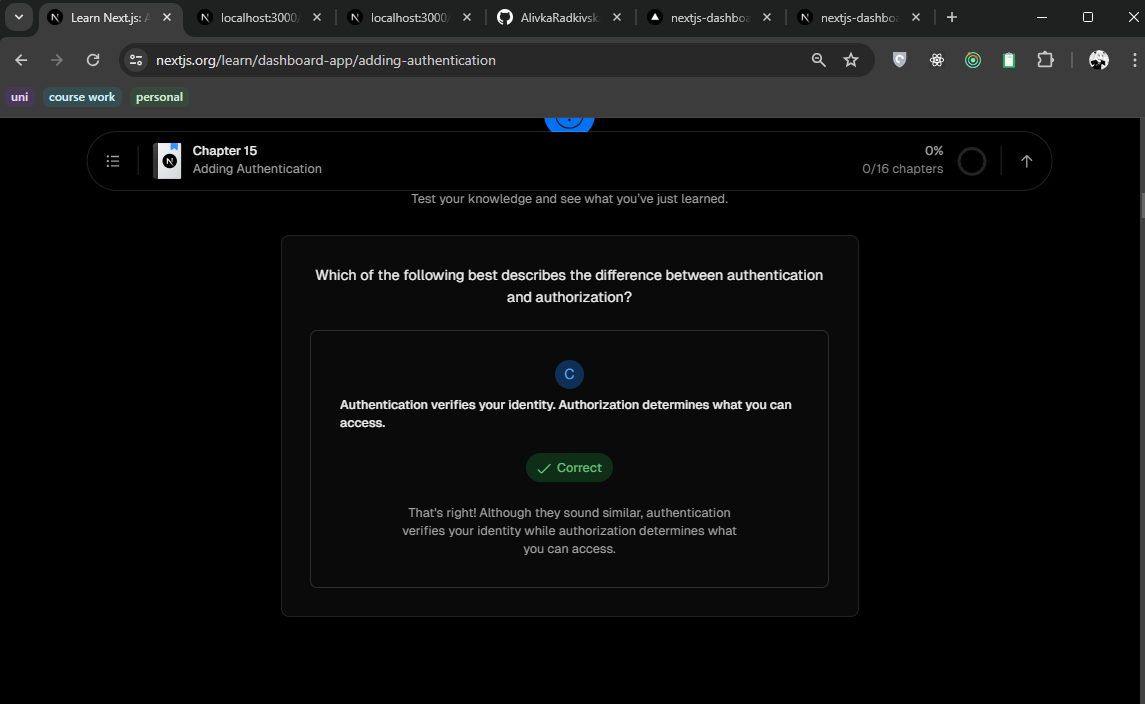 Learn Next.js: A
localhost:3000/
localhost:3000/
AlivkaRadkivsk
nextjs-dashboa
nextjs-dashboa
nextjs.org/learn/dashboard-app/adding-authentication
uni
course work
personal
Chapter 15
Adding Authentication
0%
0/16 chapters
Test your knowledge and see what you've just learned.
Which of the following best describes the difference between authentication
and authorization?
C
Authentication verifies your identity. Authorization determines what you can
access.
Correct
That's right! Although they sound similar, authentication
verifies your identity while authorization determines what
you can access.